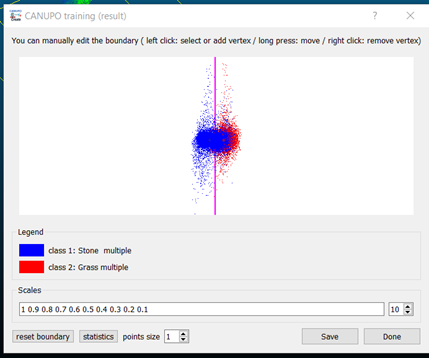 CANUPO training (result)
You can manually edit the boundary ( left click: select or add vertex / long press: move / right click: remove vertex)
Legend
class 1: Stone  multiple
class 2: Grass multiple
Scales
1 0.9 0.8 0.7 0.6 0.5 0.4 0.3 0.2 0.1 10
reset boundary statistics points size 1 Save Done